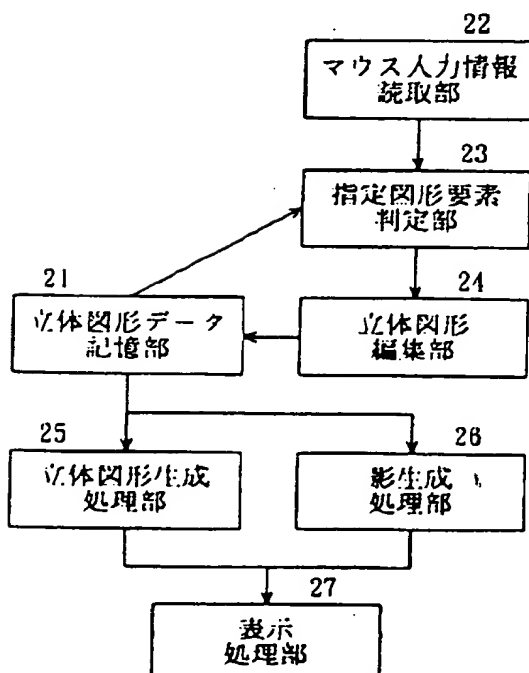 22
マウス入力情報
読取部
23
指定図形要素
判定部
21
立体図形データ
記憶部
24
立体図形
編集部
25
立体図形生成
処理部
26
影生成
処理部
27
表示
処理部